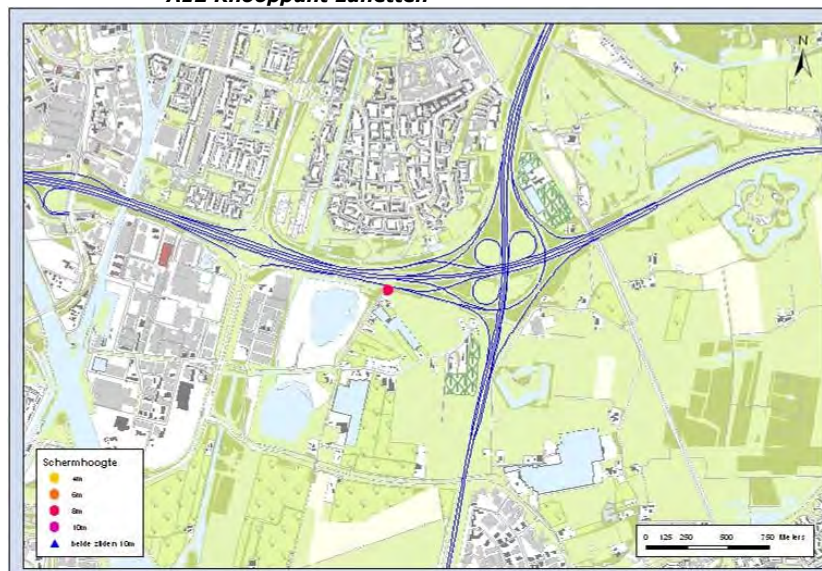 A12 Knooppunt Lunetten
N
Schermhoogte
4m
6m
8m
10m
beide zijden 10m
0 125 250 500 750 Meters